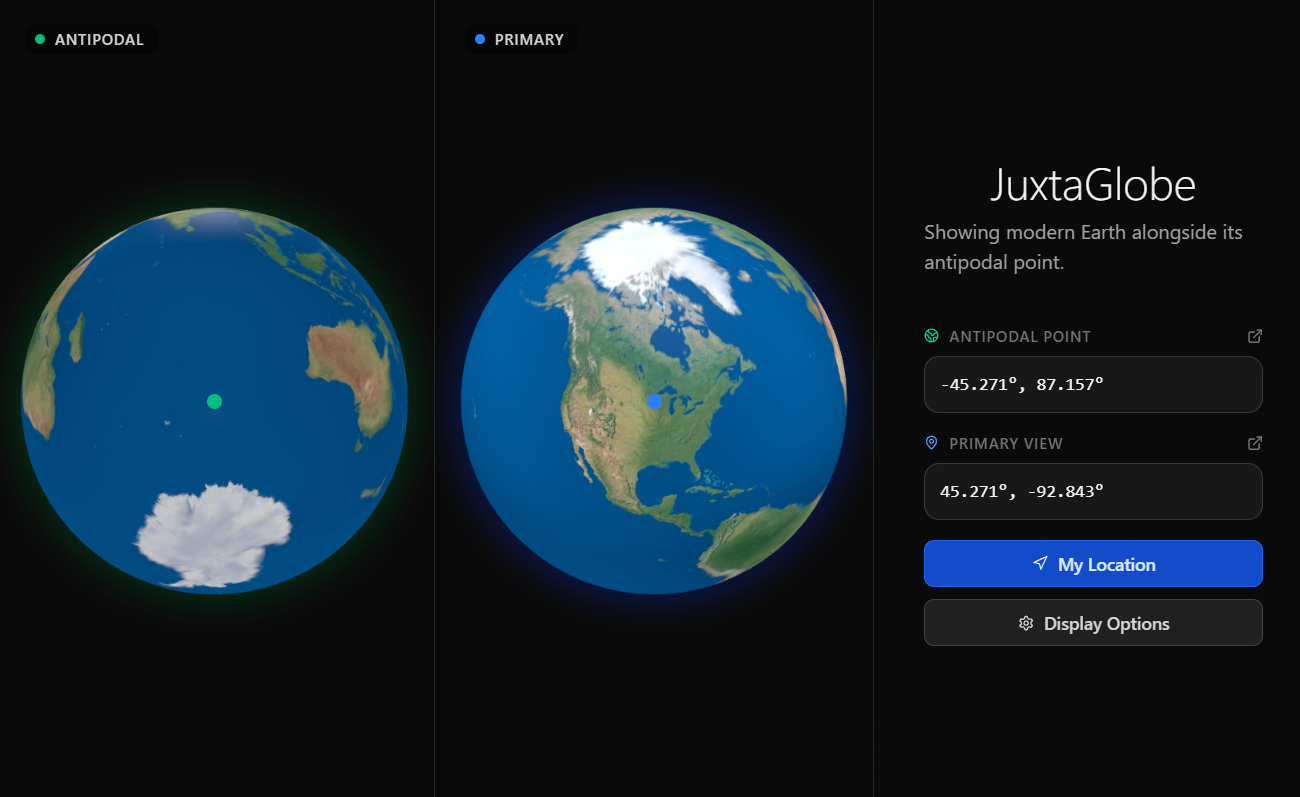 ANTIPODAL
PRIMARY
JuxtaGlobe
Showing modern Earth alongside its
antipodal point.
ANTIPODAL POINT
-45.271°, 87.157°
PRIMARY VIEW
45.271°, -92.843°
My Location
Display Options